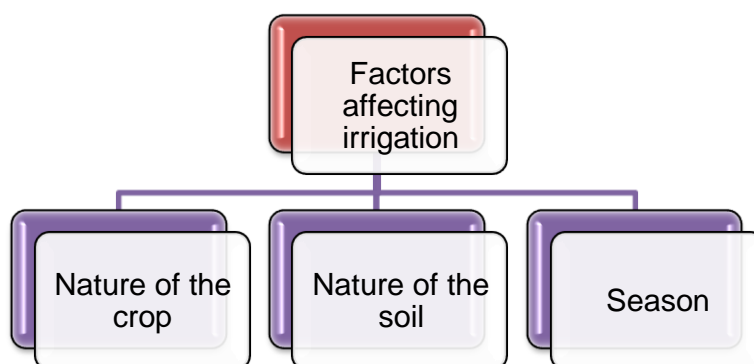 Factors
affecting
irrigation
Nature of the
crop
Nature of the
soil
Season